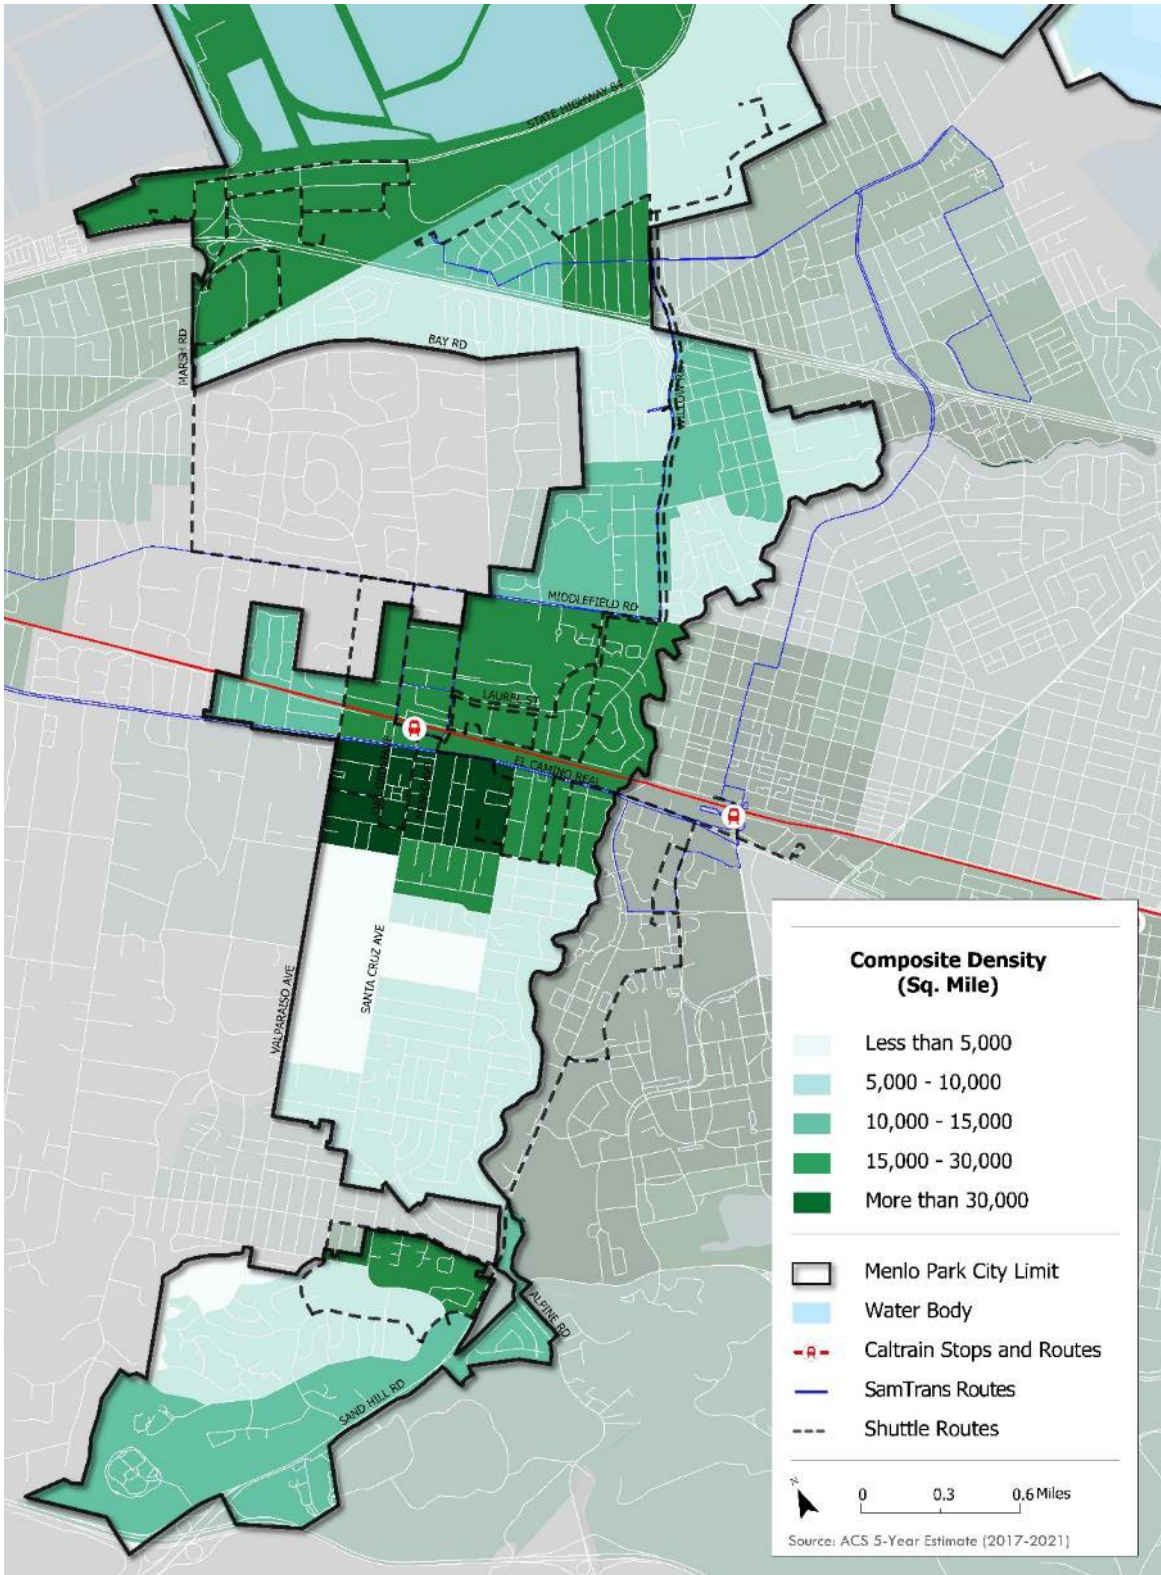 STATE HIGHWAY 84
BAY RD
MARSH RD
WILLOW RD
MIDDLEFIELD RD
LAUREL ST
EL CAMINO REAL
SANTA CRUZ AVE
VALPARAISO AVE
ALPINE RD
SAND HILL RD
Composite Density
(Sq. Mile)
Less than 5,000
5,000 - 10,000
10,000 - 15,000
15,000 - 30,000
More than 30,000
Menlo Park City Limit
Water Body
Caltrain Stops and Routes
SamTrans Routes
Shuttle Routes
N
0 0.3 0.6 Miles
Source: ACS 5-Year Estimate (2017-2021)